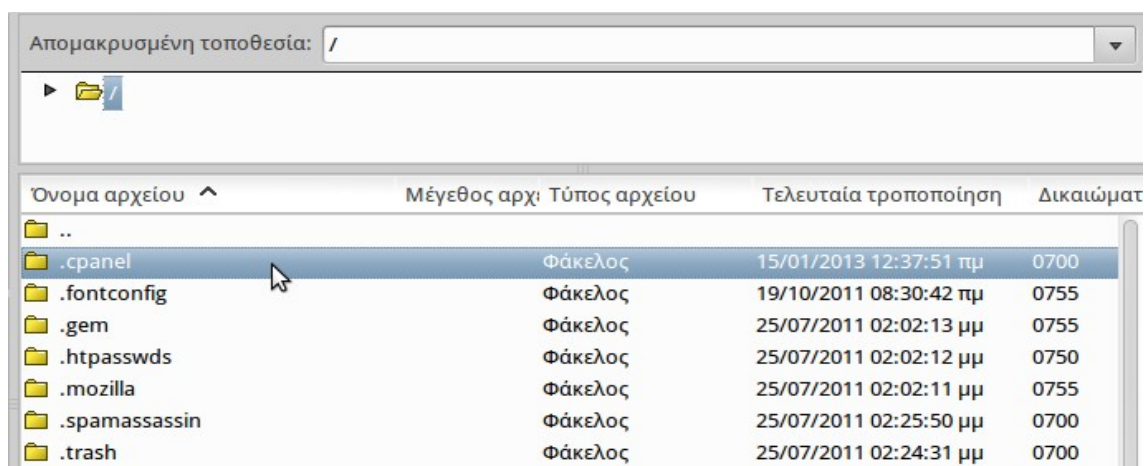 Απομακρυσμένη τοποθεσία: /
/
Όνομα αρχείου Μέγεθος αρχ Τύπος αρχείου Τελευταία τροποποίηση Δικαιώματ
..
.cpanel Φάκελος 15/01/2013 12:37:51 πμ 0700
.fontconfig Φάκελος 19/10/2011 08:30:42 πμ 0755
.gem Φάκελος 25/07/2011 02:02:13 μμ 0755
.htpasswds Φάκελος 25/07/2011 02:02:12 μμ 0750
.mozilla Φάκελος 25/07/2011 02:02:11 μμ 0755
.spamassassin Φάκελος 25/07/2011 02:25:50 μμ 0700
.trash Φάκελος 25/07/2011 02:24:31 μμ 0700